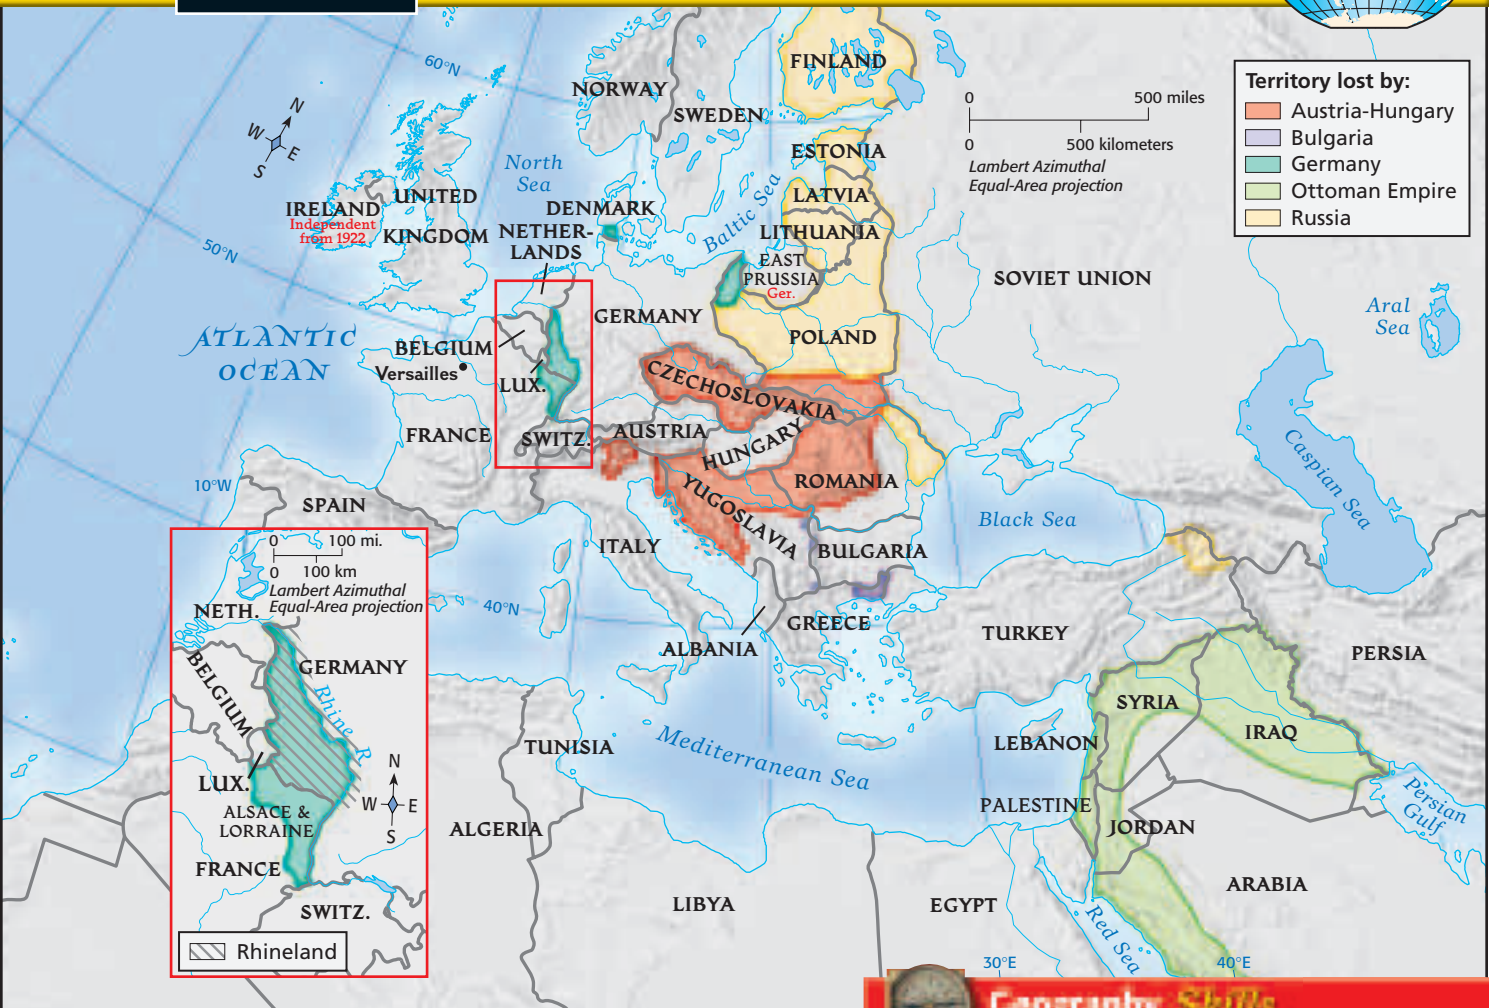 60°N
NORWAY
SWEDEN
FINLAND
ESTONIA
LATVIA
LITHUANIA
EAST
PRUSSIA
Ger.
POLAND
North
Sea
Baltic Sea
DENMARK
NETHER-
LANDS
UNITED
KINGDOM
IRELAND
Independent
from 1922
N
W
E
S
50°N
ATLANTIC
OCEAN
GERMANY
BELGIUM
Versailles
LUX.
FRANCE
SWITZ.
AUSTRIA
CZECHOSLOVAKIA
HUNGARY
ROMANIA
YUGOSLAVIA
BULGARIA
ITALY
ALBANIA
GREECE
SPAIN
10°W
40°N
0 500 miles
0 500 kilometers
Lambert Azimuthal
Equal-Area projection
Territory lost by:
Austria-Hungary
Bulgaria
Germany
Ottoman Empire
Russia
SOVIET UNION
Aral
Sea
Caspian Sea
Black Sea
TURKEY
PERSIA
SYRIA
IRAQ
LEBANON
PALESTINE
JORDAN
ARABIA
Persian
Gulf
Red Sea
Mediterranean Sea
TUNISIA
ALGERIA
LIBYA
EGYPT
30°E
40°E
0 100 mi.
0 100 km
Lambert Azimuthal
Equal-Area projection
NETH.
BELGIUM
GERMANY
Rhine R.
LUX.
ALSACE &
LORRAINE
FRANCE
SWITZ.
N
W
E
S
Rhineland
Geography Skills